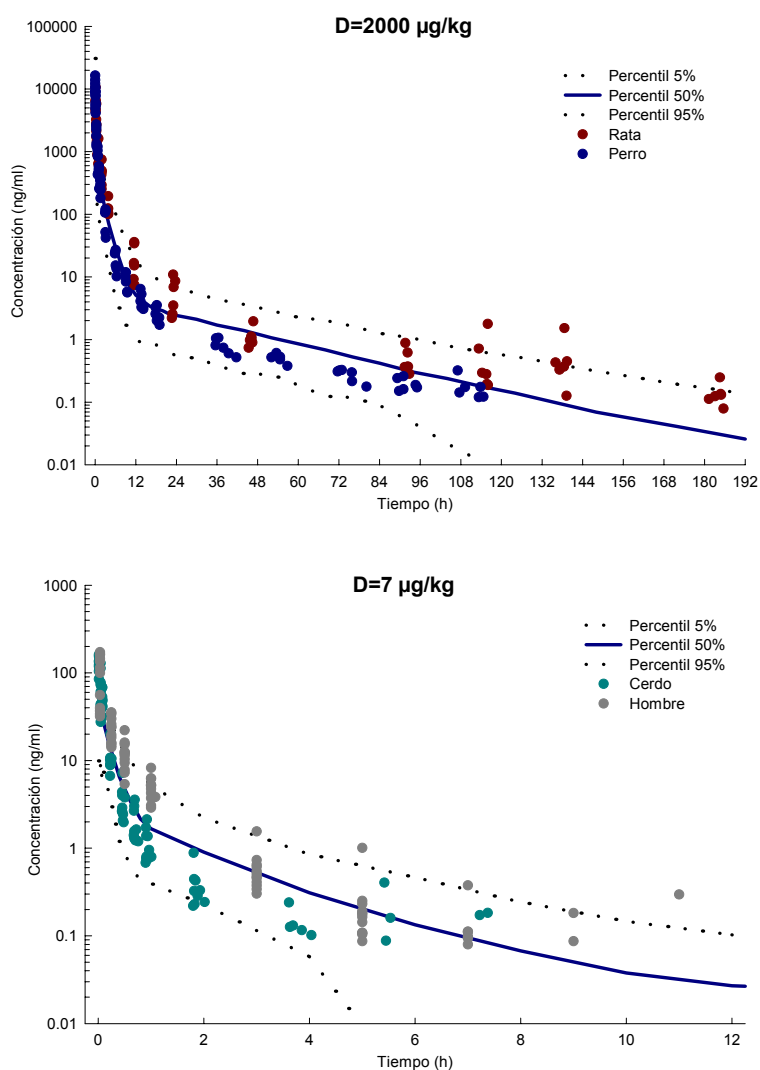 D=2000 µg/kg
Percentil 5%
Percentil 50%
Percentil 95%
Rata
Perro
Concentración (ng/ml)
100000
10000
1000
100
10
1
0.1
0.01
0 12 24 36 48 60 72 84 96 108 120 132 144 156 168 180 192
Tiempo (h)
D=7 µg/kg
Percentil 5%
Percentil 50%
Percentil 95%
Cerdo
Hombre
Concentración (ng/ml)
1000
100
10
1
0.1
0.01
0 2 4 6 8 10 12
Tiempo (h)